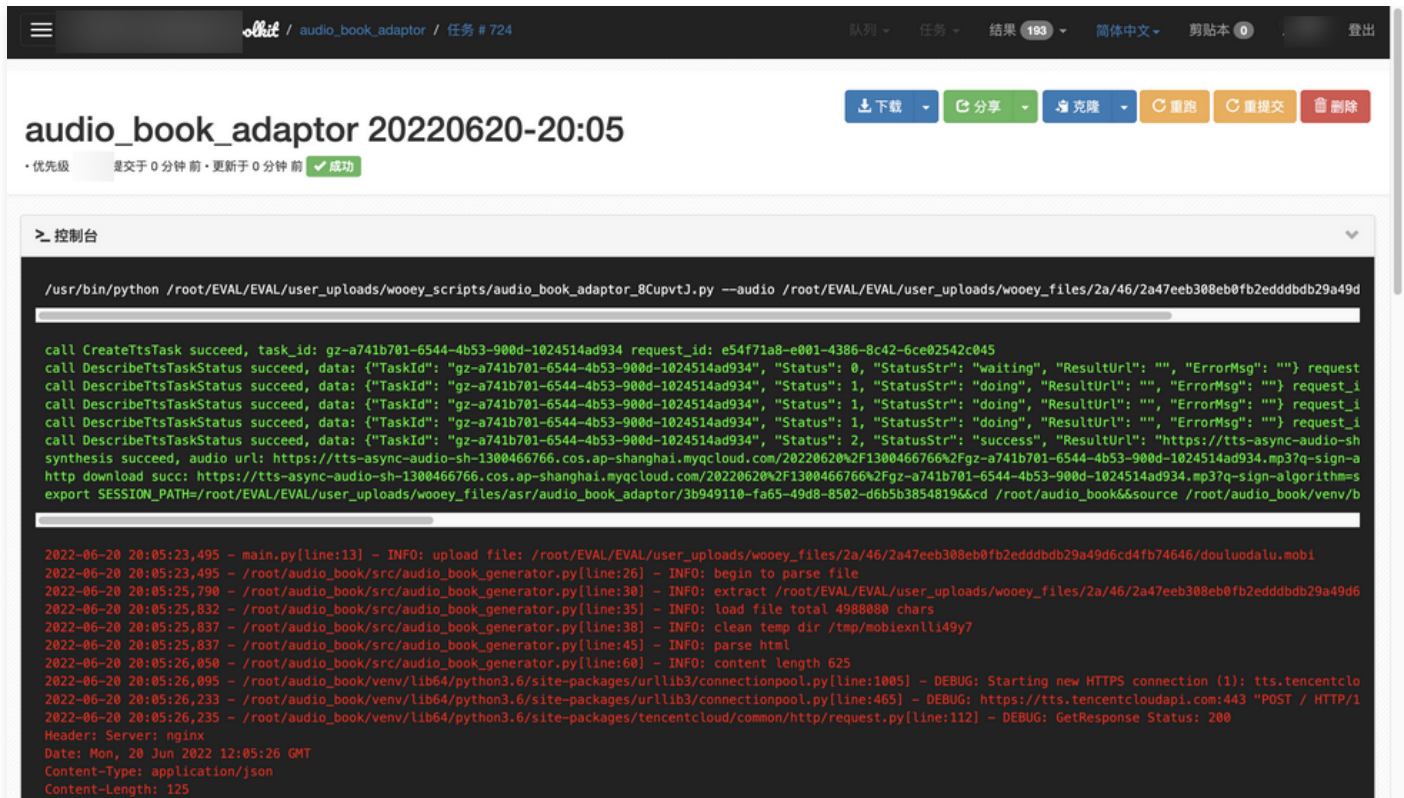 olkit / audio_book_adaptor / 任务 # 724 队列 任务 结果 193 简体中文 剪贴本 0 登出
下载 分享 克隆 重跑 重提交 删除
audio_book_adaptor 20220620-20:05
• 优先级 提交于 0 分钟 前 • 更新于 0 分钟 前 成功
>_ 控制台
/usr/bin/python /root/EVAL/EVAL/user_uploads/wooey_scripts/audio_book_adaptor_8CupvtJ.py --audio /root/EVAL/EVAL/user_uploads/wooey_files/2a/46/2a47eeb308eb0fb2edddbdb29a49d
call CreateTtsTask succeed, task_id: gz-a741b701-6544-4b53-900d-1024514ad934 request_id: e54f71a8-e001-4386-8c42-6ce02542c045
call DescribeTtsTaskStatus succeed, data: {"TaskId": "gz-a741b701-6544-4b53-900d-1024514ad934", "Status": 0, "StatusStr": "waiting", "ResultUrl": "", "ErrorMsg": ""} request
call DescribeTtsTaskStatus succeed, data: {"TaskId": "gz-a741b701-6544-4b53-900d-1024514ad934", "Status": 1, "StatusStr": "doing", "ResultUrl": "", "ErrorMsg": ""} request_i
call DescribeTtsTaskStatus succeed, data: {"TaskId": "gz-a741b701-6544-4b53-900d-1024514ad934", "Status": 1, "StatusStr": "doing", "ResultUrl": "", "ErrorMsg": ""} request_i
call DescribeTtsTaskStatus succeed, data: {"TaskId": "gz-a741b701-6544-4b53-900d-1024514ad934", "Status": 1, "StatusStr": "doing", "ResultUrl": "", "ErrorMsg": ""} request_i
call DescribeTtsTaskStatus succeed, data: {"TaskId": "gz-a741b701-6544-4b53-900d-1024514ad934", "Status": 2, "StatusStr": "success", "ResultUrl": "https://tts-async-audio-sh
synthesis succeed, audio url: https://tts-async-audio-sh-1300466766.cos.ap-shanghai.myqcloud.com/20220620%2F1300466766%2Fgz-a741b701-6544-4b53-900d-1024514ad934.mp3?q-sign-a
http download succ: https://tts-async-audio-sh-1300466766.cos.ap-shanghai.myqcloud.com/20220620%2F1300466766%2Fgz-a741b701-6544-4b53-900d-1024514ad934.mp3?q-sign-algorithm=s
export SESSION_PATH=/root/EVAL/EVAL/user_uploads/wooey_files/asr/audio_book_adaptor/3b949110-fa65-49d8-8502-d6b5b3854819&&cd /root/audio_book&&source /root/audio_book/venv/b
2022-06-20 20:05:23,495 - main.py[line:13] - INFO: upload file: /root/EVAL/EVAL/user_uploads/wooey_files/2a/46/2a47eeb308eb0fb2edddbdb29a49d6cd4fb74646/douluodalu.mobi
2022-06-20 20:05:23,495 - /root/audio_book/src/audio_book_generator.py[line:26] - INFO: begin to parse file
2022-06-20 20:05:25,790 - /root/audio_book/src/audio_book_generator.py[line:30] - INFO: extract /root/EVAL/EVAL/user_uploads/wooey_files/2a/46/2a47eeb308eb0fb2edddbdb29a49d6
2022-06-20 20:05:25,832 - /root/audio_book/src/audio_book_generator.py[line:35] - INFO: load file total 4988080 chars
2022-06-20 20:05:25,837 - /root/audio_book/src/audio_book_generator.py[line:38] - INFO: clean temp dir /tmp/mobiexnlli49y7
2022-06-20 20:05:25,837 - /root/audio_book/src/audio_book_generator.py[line:45] - INFO: parse html
2022-06-20 20:05:26,050 - /root/audio_book/src/audio_book_generator.py[line:60] - INFO: content length 625
2022-06-20 20:05:26,095 - /root/audio_book/venv/lib64/python3.6/site-packages/urllib3/connectionpool.py[line:1005] - DEBUG: Starting new HTTPS connection (1): tts.tencentclo
2022-06-20 20:05:26,233 - /root/audio_book/venv/lib64/python3.6/site-packages/urllib3/connectionpool.py[line:465] - DEBUG: https://tts.tencentcloudapi.com:443 "POST / HTTP/1
2022-06-20 20:05:26,235 - /root/audio_book/venv/lib64/python3.6/site-packages/tencentcloud/common/http/request.py[line:112] - DEBUG: GetResponse Status: 200
Header: Server: nginx
Date: Mon, 20 Jun 2022 12:05:26 GMT
Content-Type: application/json
Content-Length: 125